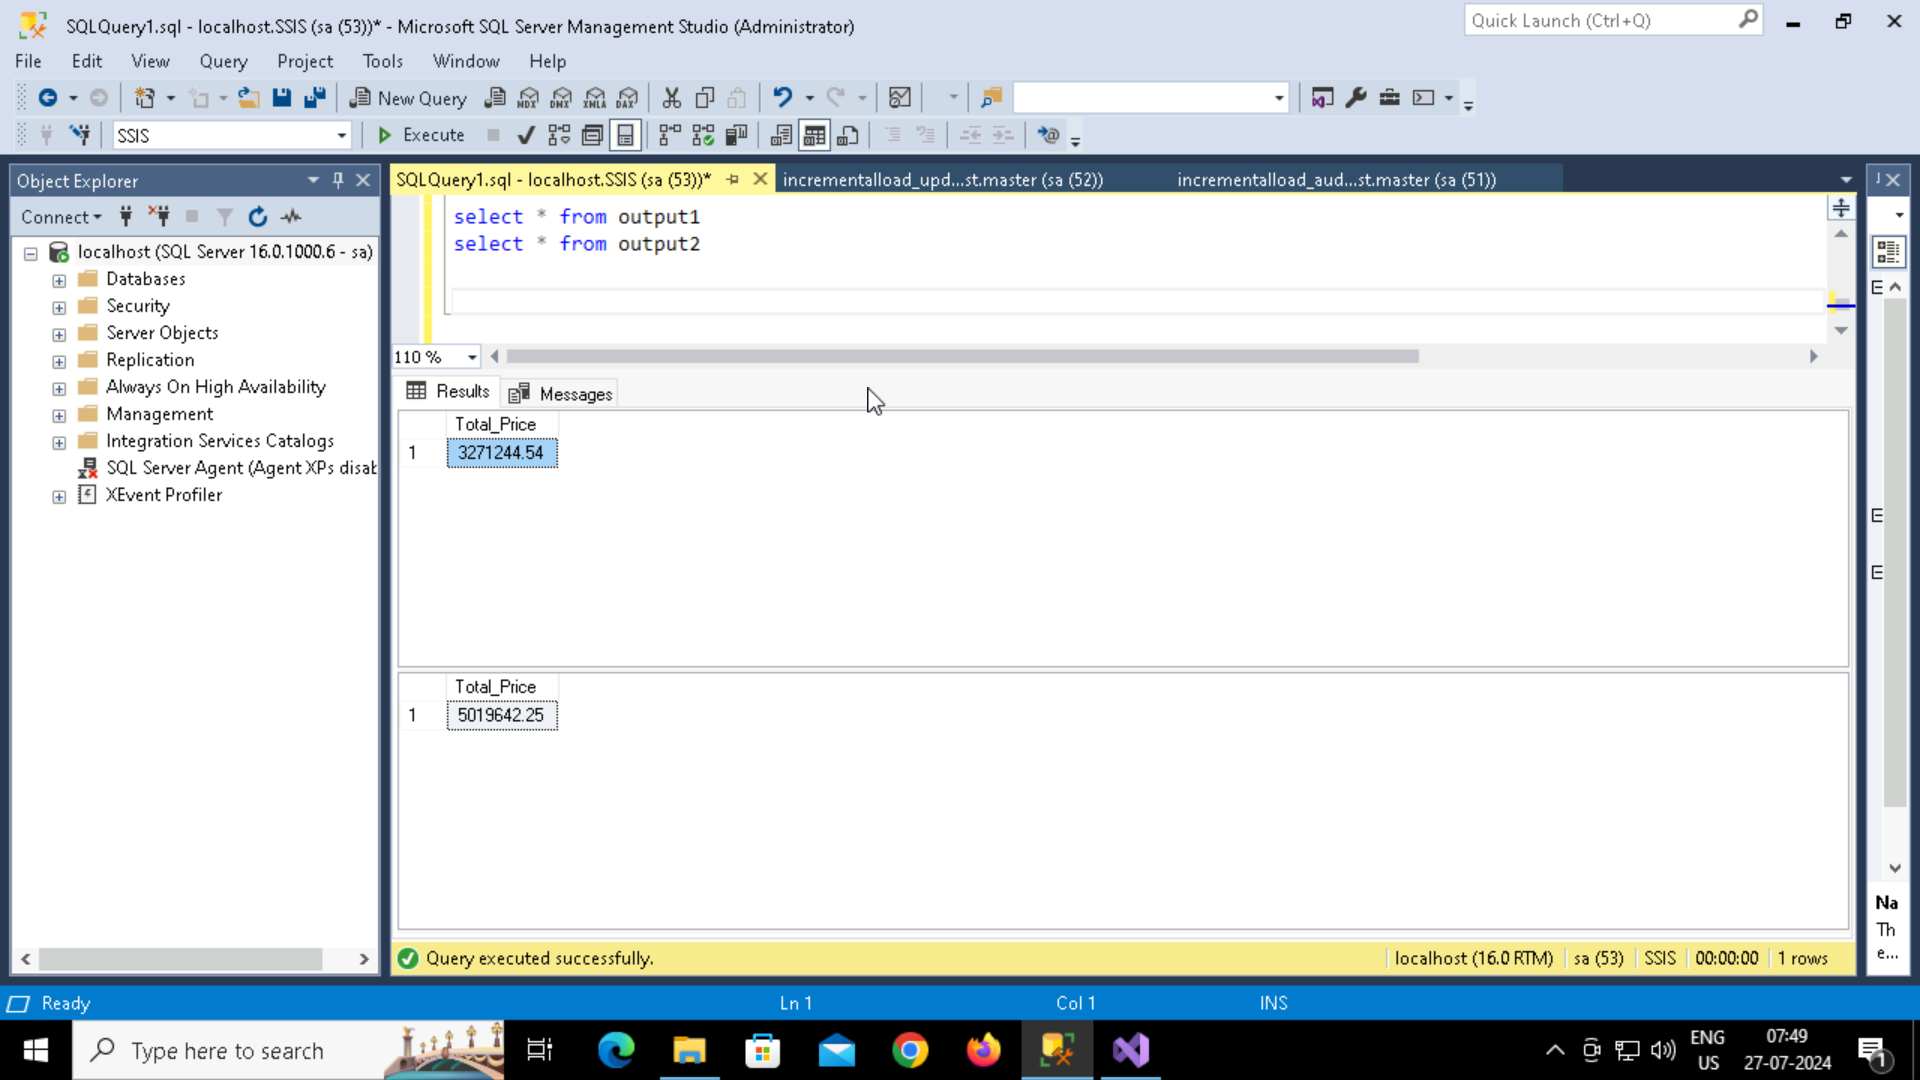 SQLQuery1.sql - localhost.SSIS (sa (53))* - Microsoft SQL Server Management Studio (Administrator)
Quick Launch (Ctrl+Q)
File Edit View Query Project Tools Window Help
New Query MDX DMX XMLA DAX
SSIS Execute
Object Explorer
Connect
localhost (SQL Server 16.0.1000.6 - sa)
Databases
Security
Server Objects
Replication
Always On High Availability
Management
Integration Services Catalogs
SQL Server Agent (Agent XPs disab
XEvent Profiler
SQLQuery1.sql - localhost.SSIS (sa (53))* incrementalload_upd...st.master (sa (52)) incrementalload_aud...st.master (sa (51))
select * from output1
select * from output2
110 %
Results Messages
Total_Price
1 3271244.54
Total_Price
1 5019642.25
Query executed successfully. localhost (16.0 RTM) sa (53) SSIS 00:00:00 1 rows
Na
Th
e...
Ready Ln 1 Col 1 INS
Type here to search
ENG
US
07:49
27-07-2024
1